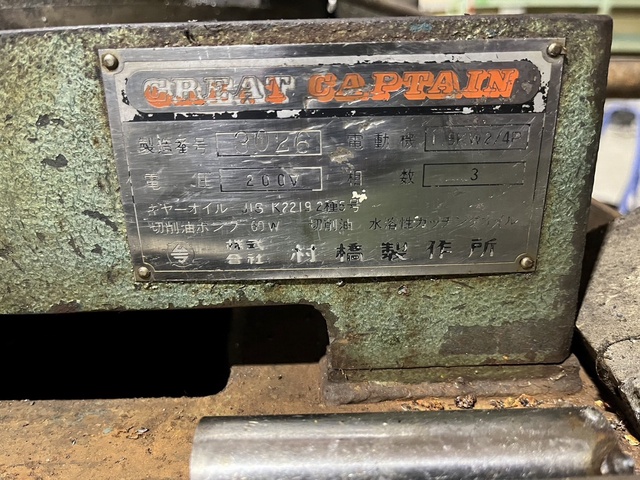 GREAT CAPTAIN
製造番号 3026 電動機 1.9KW2/4P
電圧 200V 相数 3
ギヤーオイル JIS K2219 2種5号
切削油ポンプ 60W 切削油 水溶性カッチングオイル
株式会社 村橋製作所